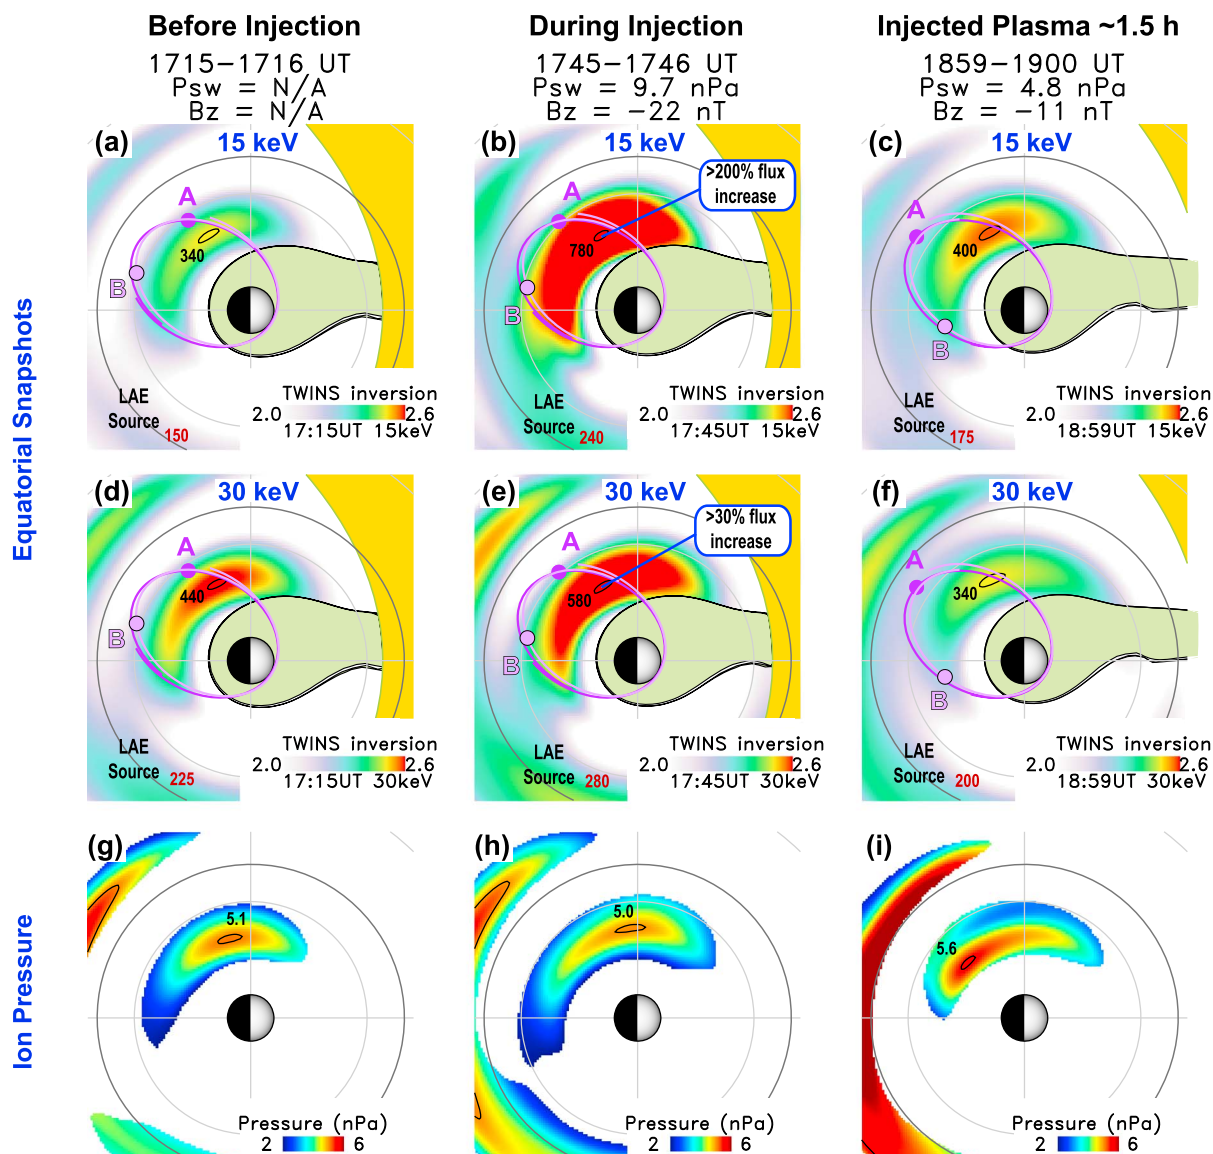 Before Injection
During Injection
Injected Plasma ~1.5 h
1715-1716 UT
Psw = N/A
Bz = N/A
1745-1746 UT
Psw = 9.7 nPa
Bz = -22 nT
1859-1900 UT
Psw = 4.8 nPa
Bz = -11 nT
Equatorial Snapshots
(a)
15 keV
A
340
B
LAE
Source
150
TWINS inversion
2.0
2.6
17:15UT 15keV
(b)
15 keV
>200% flux
increase
A
780
B
LAE
Source
240
TWINS inversion
2.0
2.6
17:45UT 15keV
(c)
15 keV
A
400
B
LAE
Source
175
TWINS inversion
2.0
2.6
18:59UT 15keV
(d)
30 keV
A
440
B
LAE
Source
225
TWINS inversion
2.0
2.6
17:15UT 30keV
(e)
30 keV
>30% flux
increase
A
580
B
LAE
Source
280
TWINS inversion
2.0
2.6
17:45UT 30keV
(f)
30 keV
A
340
B
LAE
Source
200
TWINS inversion
2.0
2.6
18:59UT 30keV
Ion Pressure
(g)
5.1
Pressure (nPa)
2
6
(h)
5.0
Pressure (nPa)
2
6
(i)
5.6
Pressure (nPa)
2
6